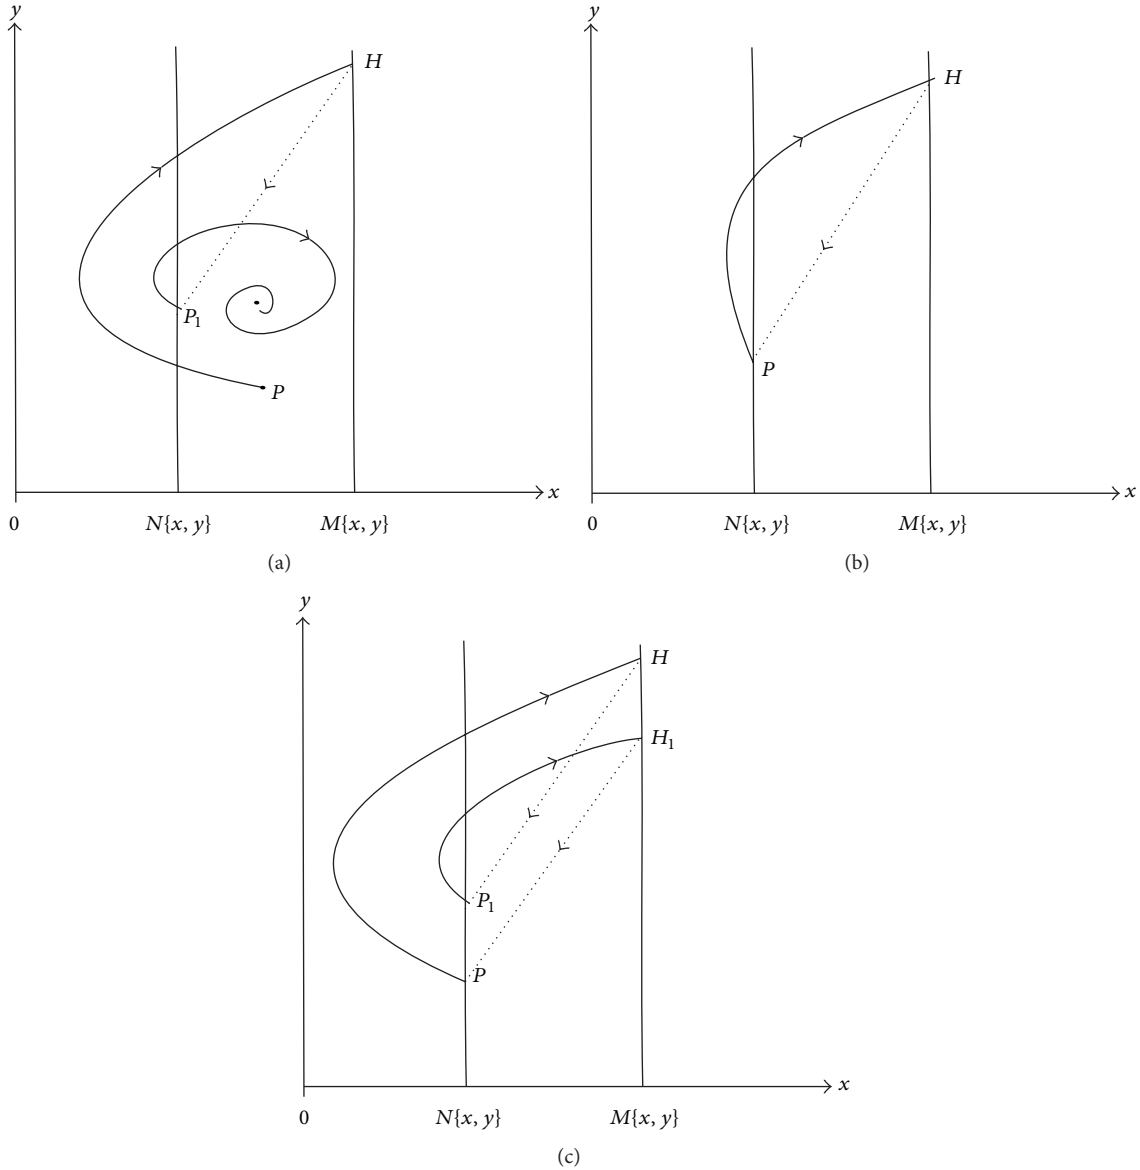 y
H
P1
P
x
0
N{x, y}
M{x, y}
(a)
y
H
P
x
0
N{x, y}
M{x, y}
(b)
y
H
H1
P1
P
x
0
N{x, y}
M{x, y}
(c)